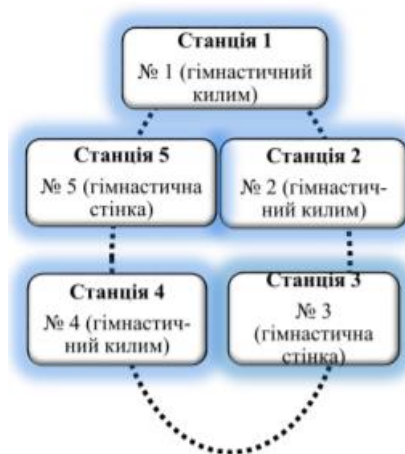 Станція 1
№ 1 (гімнастичний
килим)
Станція 5
№ 5 (гімнастична
стінка)
Станція 2
№ 2 (гімнастич-
ний килим)
Станція 4
№ 4 (гімнастич-
ний килим)
Станція 3
№ 3
(гімнастична
стінка)